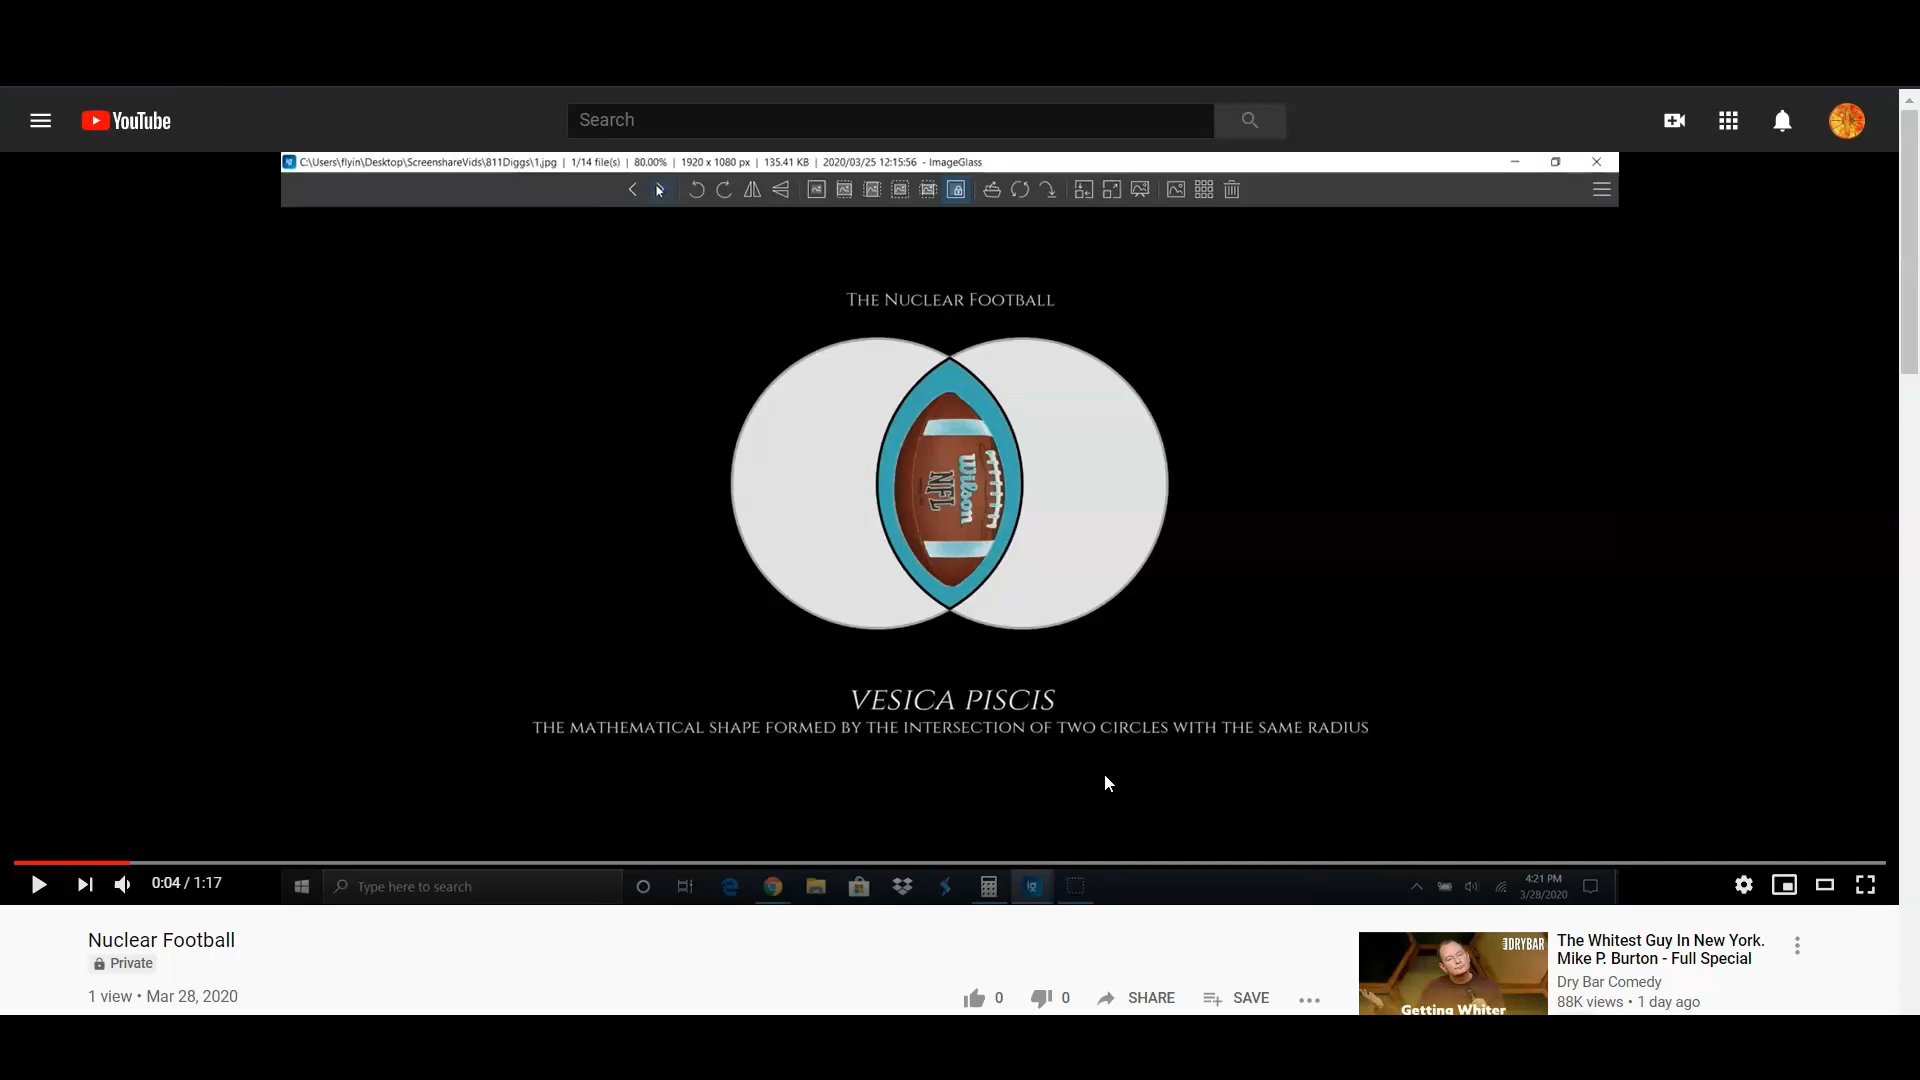 YouTube
Search
C:\Users\flyin\Desktop\ScreenshareVids\811Diggs\1.jpg | 1/14 file(s) | 80.00% | 1920 x 1080 px | 135.41 KB | 2020/03/25 12:15:56 - ImageGlass
The Nuclear Football
Wilson
NFL
VESICA PISCIS
THE MATHEMATICAL SHAPE FORMED BY THE INTERSECTION OF TWO CIRCLES WITH THE SAME RADIUS
0:04 / 1:17
Type here to search
4:21 PM
3/28/2020
Nuclear Football
Private
1 view • Mar 28, 2020
0
0
SHARE
SAVE
DRYBAR
Getting Whiter
The Whitest Guy In New York.
Mike P. Burton - Full Special
Dry Bar Comedy
88K views • 1 day ago